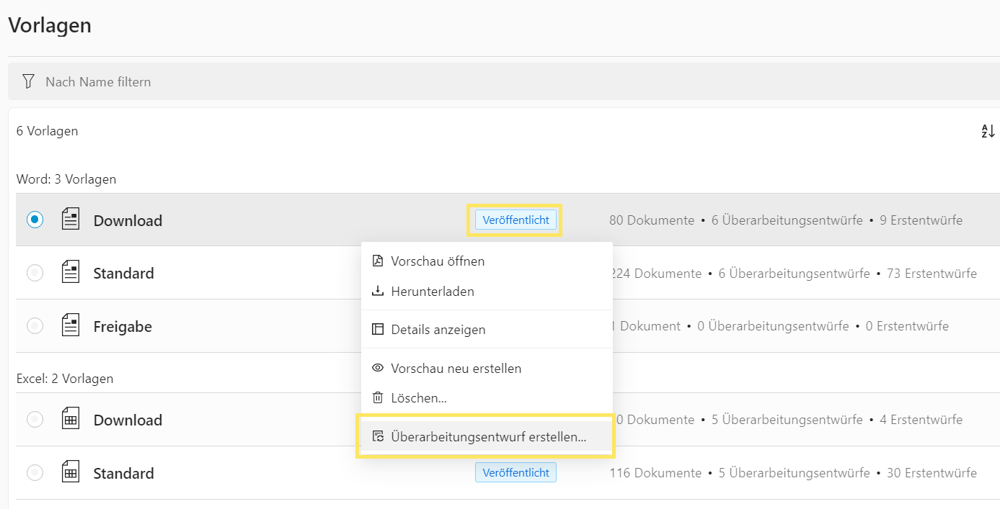 Vorlagen
Nach Name filtern
6 Vorlagen
Word: 3 Vorlagen
Download Veröffentlicht 80 Dokumente • 6 Überarbeitungsentwürfe • 9 Erstentwürfe
Vorschau öffnen
Standard 224 Dokumente • 6 Überarbeitungsentwürfe • 73 Erstentwürfe
Herunterladen
Freigabe 1 Dokument • 0 Überarbeitungsentwürfe • 0 Erstentwürfe
Details anzeigen
Vorschau neu erstellen
Excel: 2 Vorlagen
Löschen...
Download 0 Dokumente • 5 Überarbeitungsentwürfe • 4 Erstentwürfe
Überarbeitungsentwurf erstellen...
Standard Veröffentlicht 116 Dokumente • 5 Überarbeitungsentwürfe • 30 Erstentwürfe